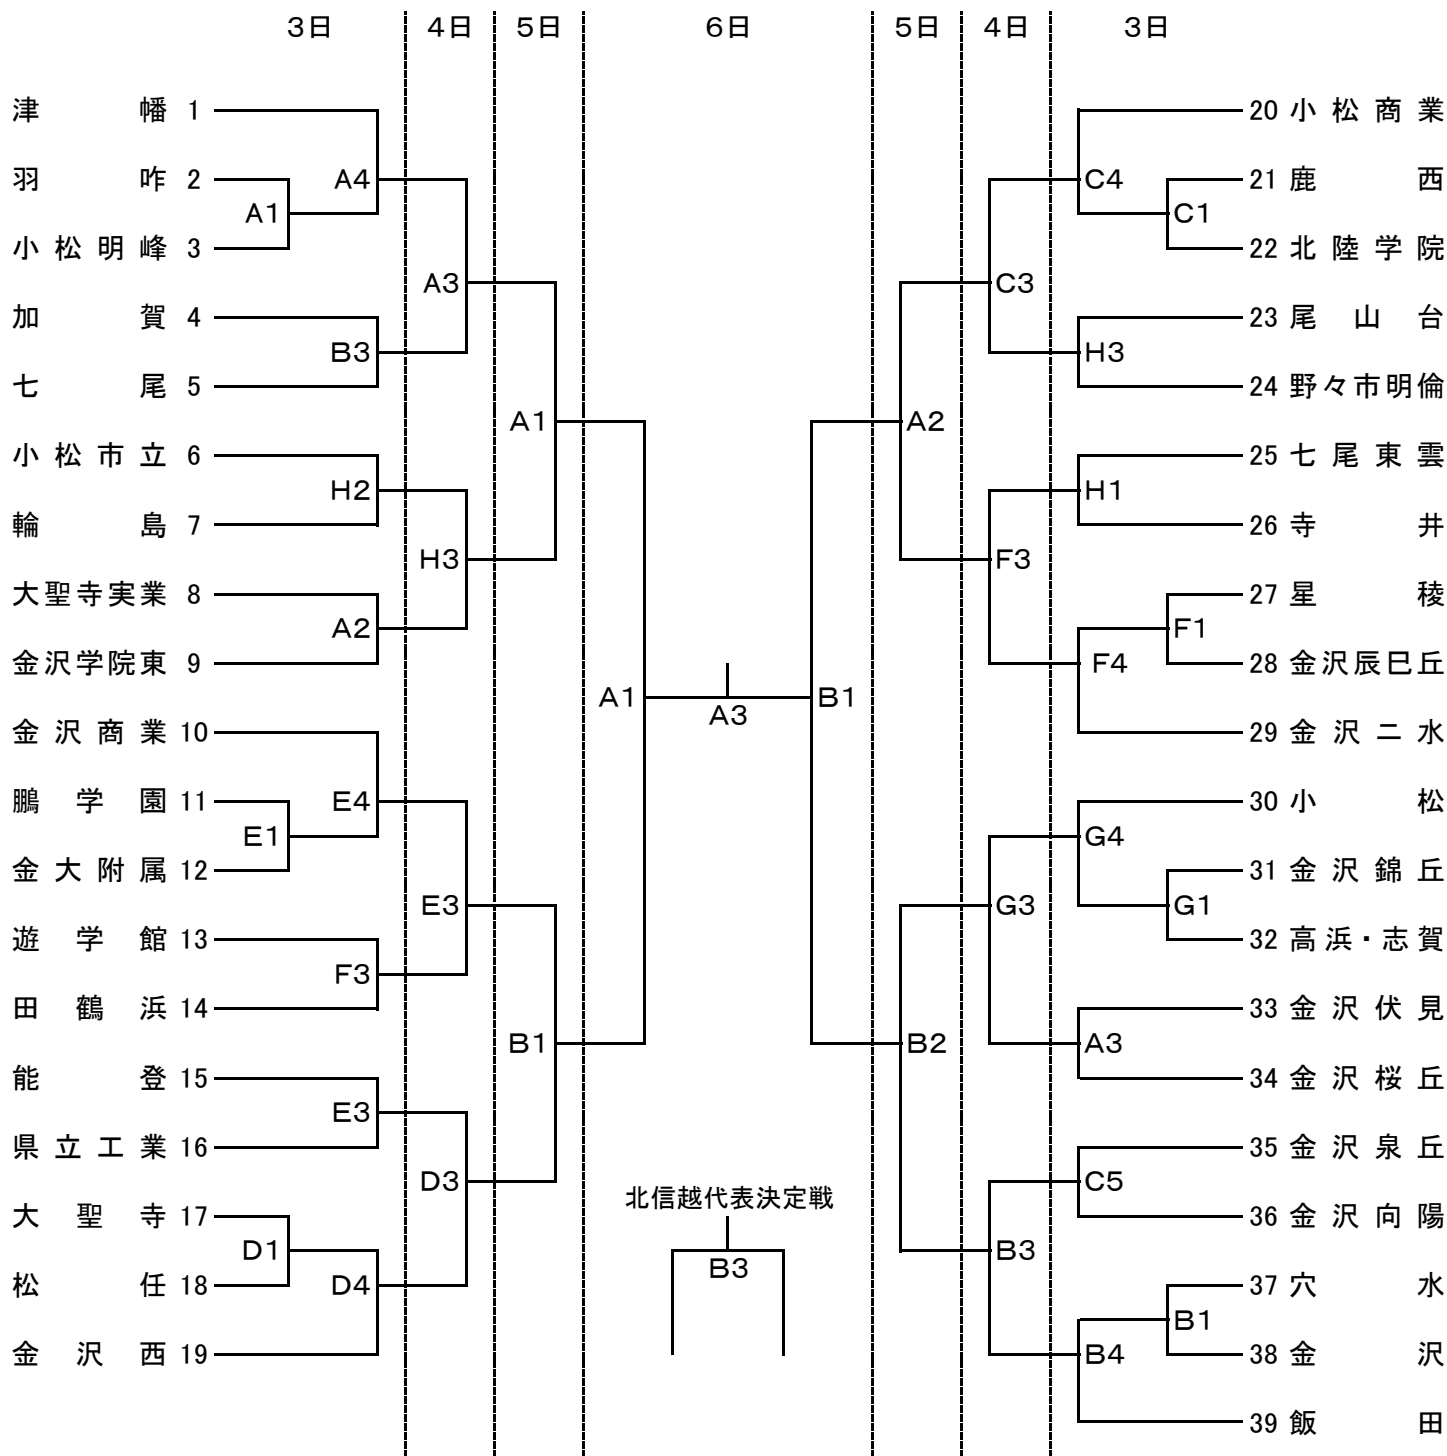 3日 4日 5日 6日 5日 4日 3日
津幡 1
羽咋 2
小松明峰 3
加賀 4
七尾 5
小松市立 6
輪島 7
大聖寺実業 8
金沢学院東 9
金沢商業 10
鵬学園 11
金大附属 12
遊学館 13
田鶴浜 14
能登 15
県立工業 16
大聖寺 17
松任 18
金沢西 19
A1
E1
D1
A4
B3
H2
A2
E4
F3
E3
D4
A3
H3
E3
D3
A1
B1
A1
A3
B1
北信越代表決定戦
B3
A2
B2
C3
F3
G3
B3
C4
H3
H1
F4
G4
A3
C5
B4
C1
F1
G1
B1
20 小松商業
21 鹿西
22 北陸学院
23 尾山台
24 野々市明倫
25 七尾東雲
26 寺井
27 星稜
28 金沢辰巳丘
29 金沢二水
30 小松
31 金沢錦丘
32 高浜・志賀
33 金沢伏見
34 金沢桜丘
35 金沢泉丘
36 金沢向陽
37 穴水
38 金沢
39 飯田